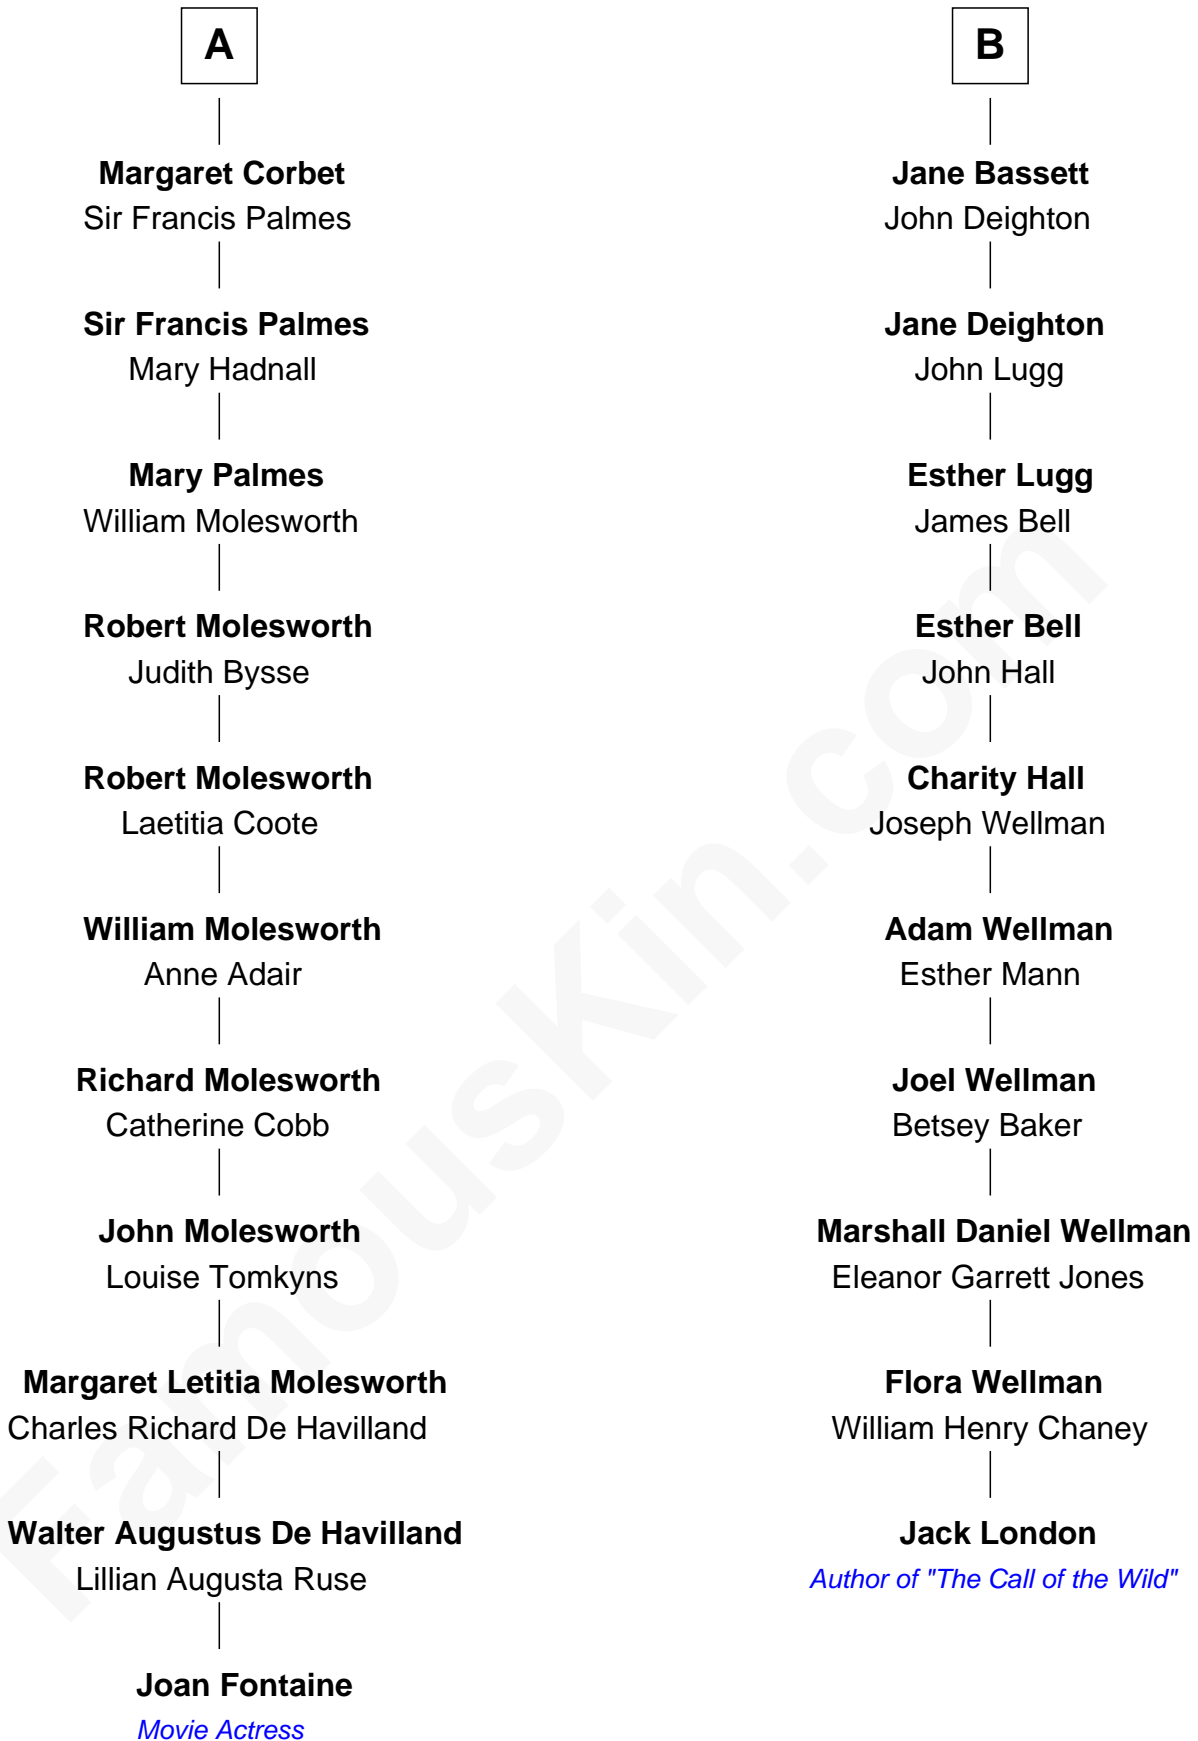 A
Margaret Corbet
Sir Francis Palmes
Sir Francis Palmes
Mary Hadnall
Mary Palmes
William Molesworth
Robert Molesworth
Judith Bysse
Robert Molesworth
Laetitia Coote
William Molesworth
Anne Adair
Richard Molesworth
Catherine Cobb
John Molesworth
Louise Tomkyns
Margaret Letitia Molesworth
Charles Richard De Havilland
Walter Augustus De Havilland
Lillian Augusta Ruse
Joan Fontaine
Movie Actress
B
Jane Bassett
John Deighton
Jane Deighton
John Lugg
Esther Lugg
James Bell
Esther Bell
John Hall
Charity Hall
Joseph Wellman
Adam Wellman
Esther Mann
Joel Wellman
Betsey Baker
Marshall Daniel Wellman
Eleanor Garrett Jones
Flora Wellman
William Henry Chaney
Jack London
Author of "The Call of the Wild"
FamousKin.com